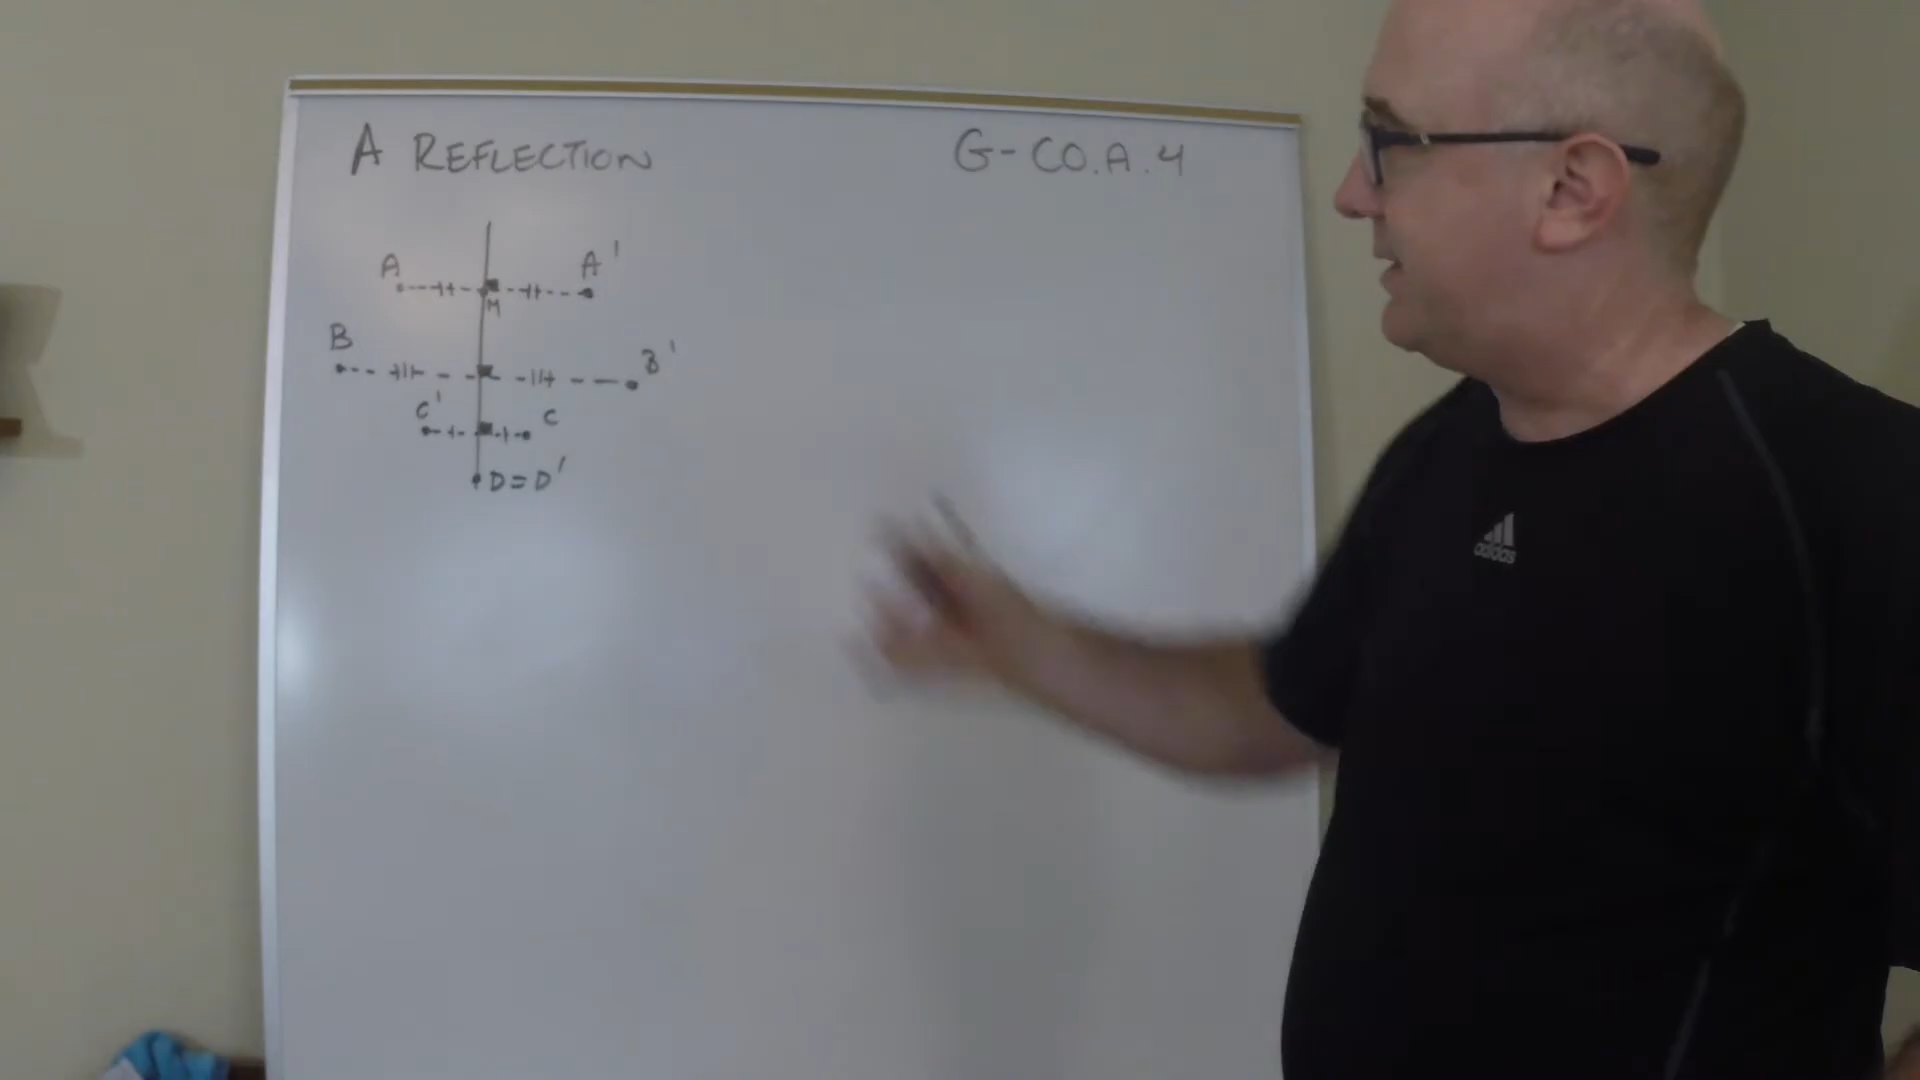 A REFLECTION
G-CO.A.4
A A'
M
B B'
C' C
D=D'
adidas